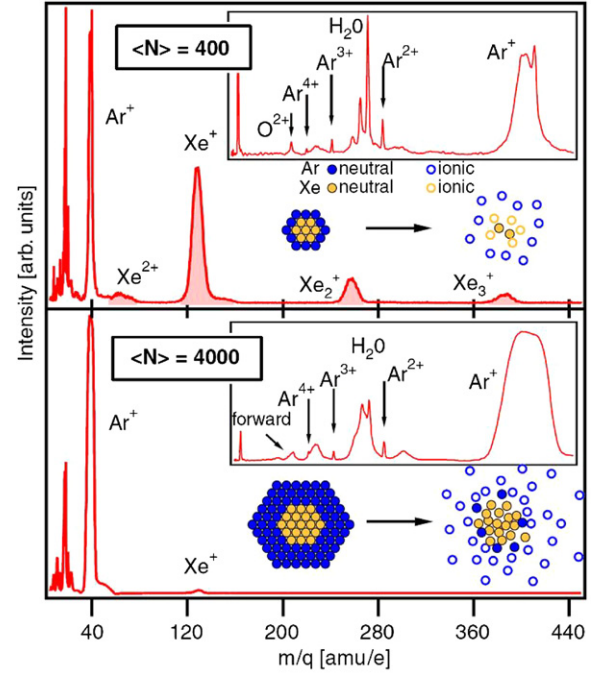 <N> = 400
H₂0
Ar³⁺
Ar²⁺
Ar⁺
Ar⁴⁺
O²⁺
Ar⁺
Xe⁺
Ar neutral ionic
Xe neutral ionic
Xe²⁺
Xe₂⁺
Xe₃⁺
Intensity [arb. units]
<N> = 4000
H₂0
Ar³⁺
Ar²⁺
Ar⁺
Ar⁴⁺
forward
Ar⁺
Xe⁺
40 120 200 280 360 440
m/q [amu/e]